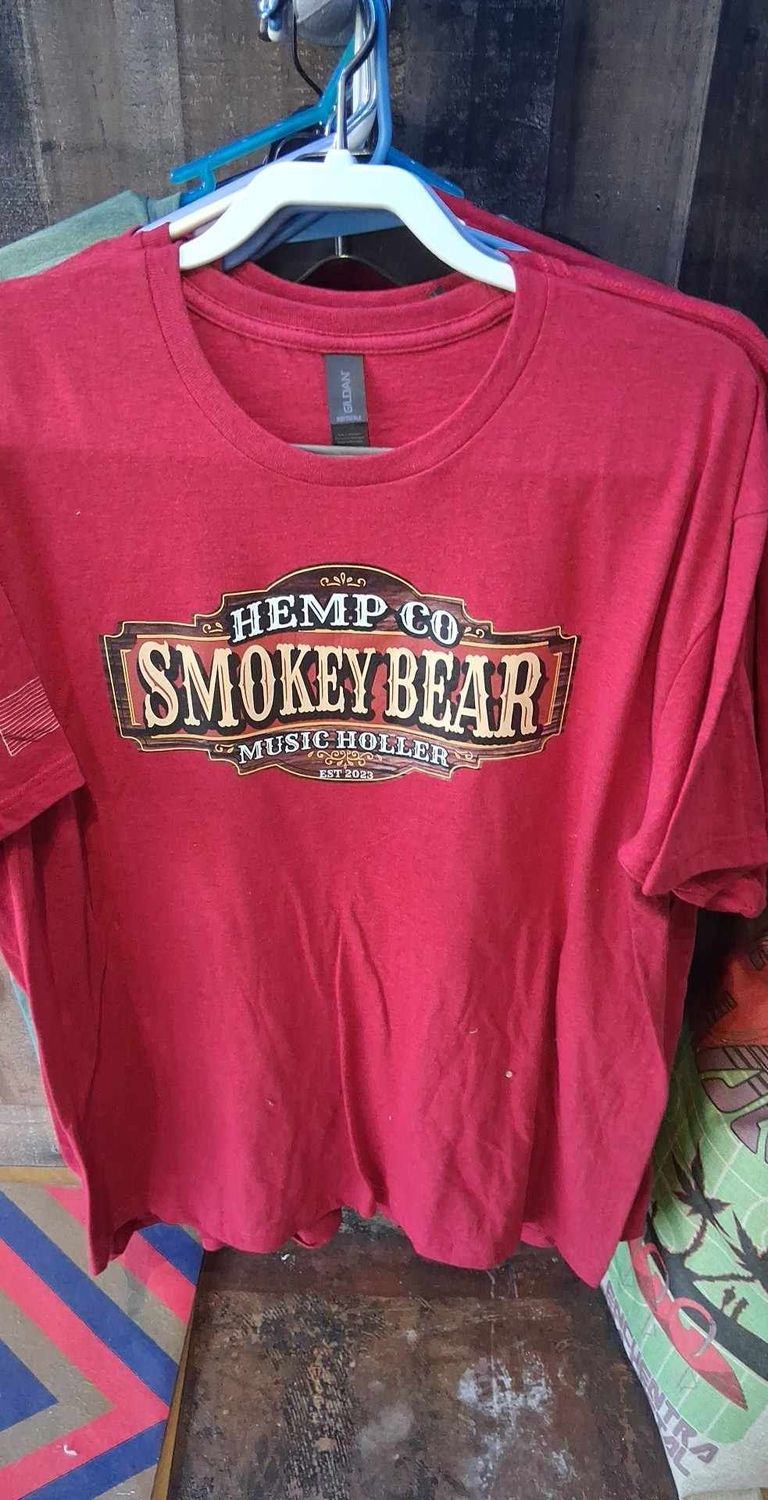 GILDAN
HEMP CO
SMOKEY BEAR
MUSIC HOLLER
EST 2023